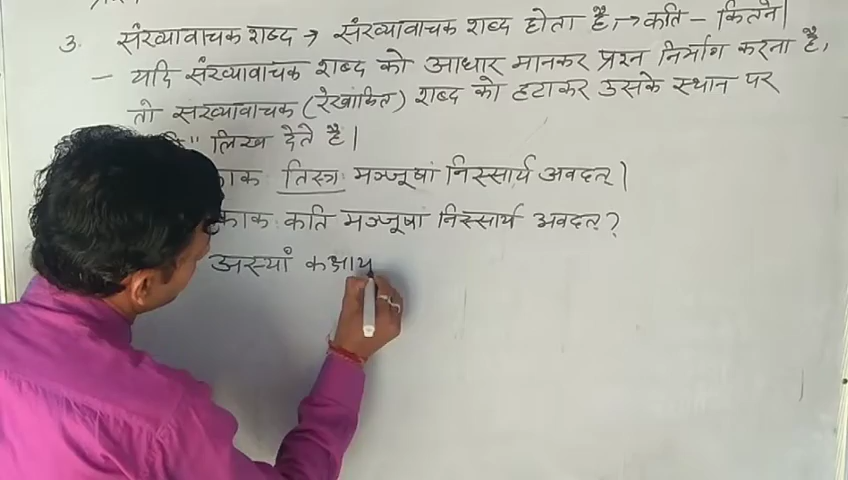 3. संख्यावाचक शब्द → संख्यावाचक शब्द होता है, → कति - कितने|
- यदि संख्यावाचक शब्द को आधार मानकर प्रश्न निर्माण करना है,
तो संख्यावाचक (रेखांकित) शब्द को हटाकर उसके स्थान पर
लिख देते है|
काक तिस्त्र: मञ्जूषां निस्सार्य अवदत्|
काक: कति मञ्जूषां निस्सार्य अवदत्?
अस्यां कक्षाय